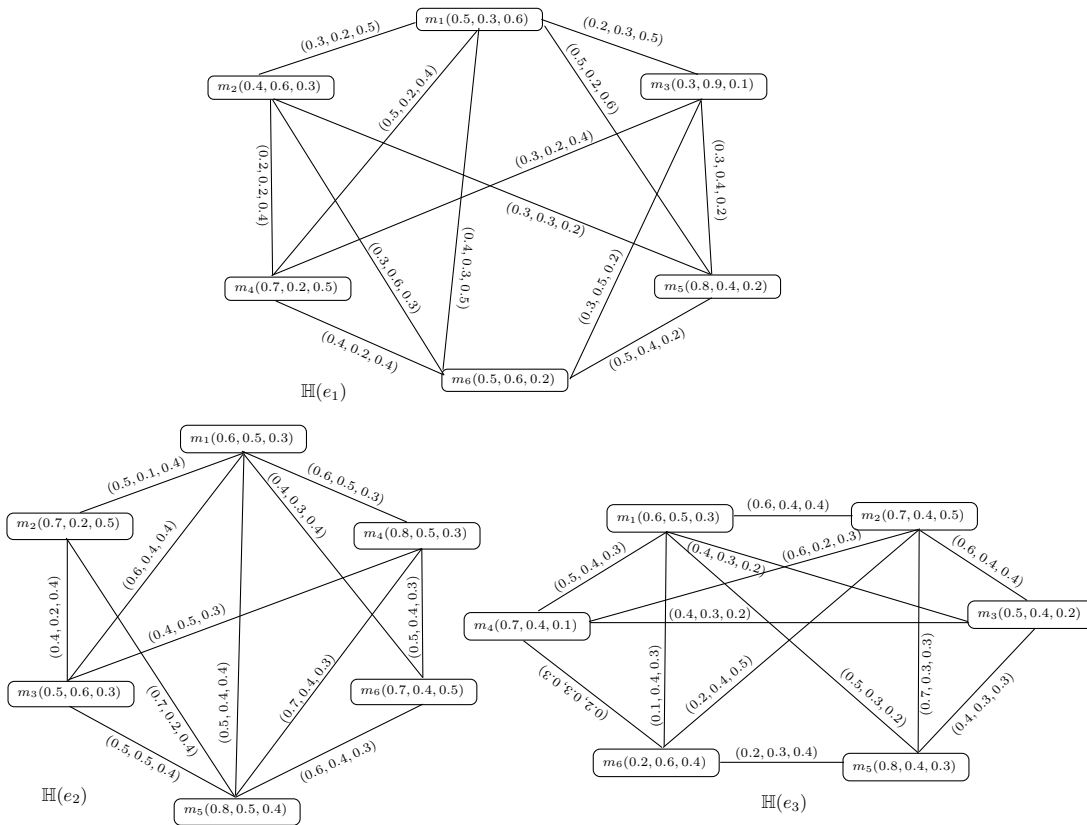 m₁(0.5, 0.3, 0.6)
(0.3, 0.2, 0.5)
(0.2, 0.3, 0.5)
m₂(0.4, 0.6, 0.3)
m₃(0.3, 0.9, 0.1)
(0.5, 0.2, 0.4)
(0.5, 0.2, 0.6)
(0.2, 0.2, 0.4)
(0.3, 0.2, 0.4)
(0.3, 0.4, 0.2)
(0.3, 0.3, 0.2)
(0.3, 0.6, 0.3)
(0.4, 0.3, 0.5)
(0.3, 0.5, 0.2)
m₄(0.7, 0.2, 0.5)
m₅(0.8, 0.4, 0.2)
(0.4, 0.2, 0.4)
(0.5, 0.4, 0.2)
m₆(0.5, 0.6, 0.2)
ℍ(e₁)
m₁(0.6, 0.5, 0.3)
(0.5, 0.1, 0.4)
(0.6, 0.5, 0.3)
(0.4, 0.3, 0.4)
m₂(0.7, 0.2, 0.5)
m₄(0.8, 0.5, 0.3)
(0.6, 0.4, 0.4)
(0.4, 0.2, 0.4)
(0.4, 0.5, 0.3)
(0.5, 0.4, 0.3)
m₃(0.5, 0.6, 0.3)
m₆(0.7, 0.4, 0.5)
(0.7, 0.2, 0.4)
(0.5, 0.4, 0.4)
(0.7, 0.4, 0.3)
(0.5, 0.5, 0.4)
(0.6, 0.4, 0.3)
m₅(0.8, 0.5, 0.4)
ℍ(e₂)
m₁(0.6, 0.5, 0.3)
(0.6, 0.4, 0.4)
m₂(0.7, 0.4, 0.5)
(0.5, 0.4, 0.3)
(0.4, 0.3, 0.2)
(0.6, 0.2, 0.3)
(0.6, 0.4, 0.4)
m₄(0.7, 0.4, 0.1)
(0.4, 0.3, 0.2)
m₃(0.5, 0.4, 0.2)
(0.2, 0.3, 0.3)
(0.1, 0.4, 0.3)
(0.2, 0.4, 0.5)
(0.5, 0.3, 0.2)
(0.7, 0.3, 0.3)
(0.4, 0.3, 0.3)
m₆(0.2, 0.6, 0.4)
(0.2, 0.3, 0.4)
m₅(0.8, 0.4, 0.3)
ℍ(e₃)